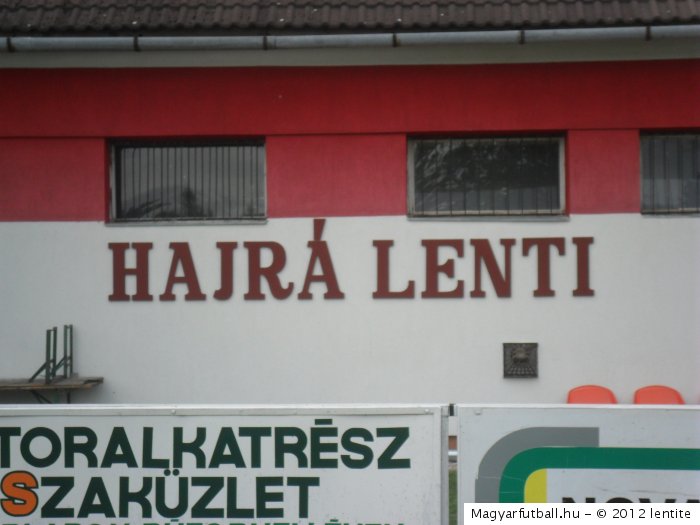 HAJRÁ LENTI
TORALKATRÉSZ
SZAKÜZLET
Magyarfutball.hu - © 2012 lentite